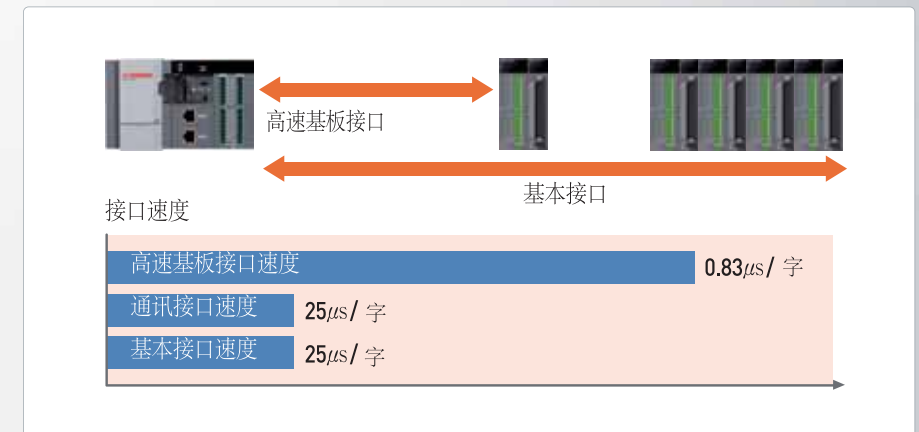 高速基板接口
基本接口
接口速度
高速基板接口速度
0.83μs/ 字
通讯接口速度
25μs/ 字
基本接口速度
25μs/ 字